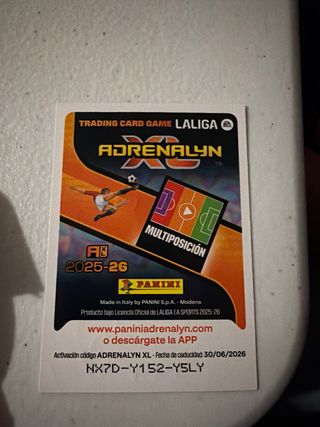 TRADING CARD GAME LALIGA
ADRENALYN
XL™
MULTIPOSICIÓN
AXL
2025-26
PANINI
Made in Italy by PANINI S.p.A. - Modena
Producto bajo Licencia Oficial de LALIGA EA SPORTS 2025-26
www.paniniadrenalyn.com
o descárgate la APP
Activación código ADRENALYN XL - Fecha de caducidad: 30/06/2026
NX7D-Y152-Y5LY